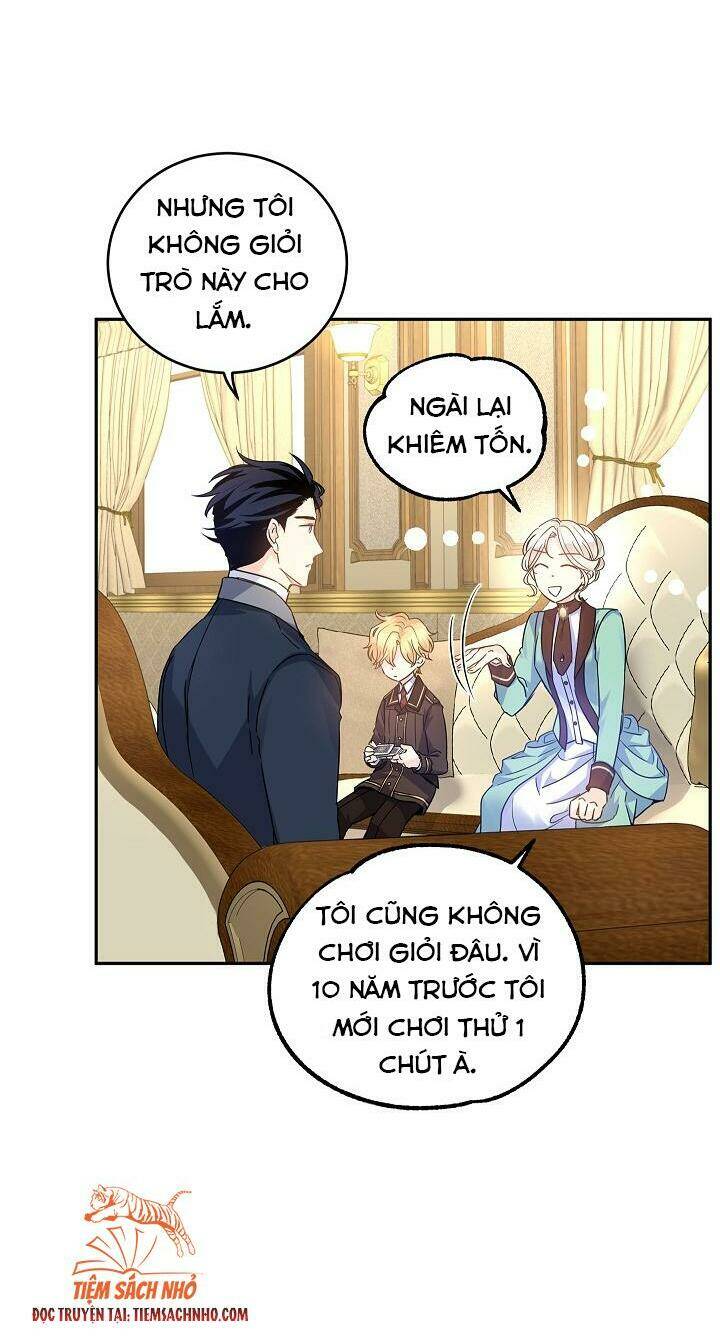 NHƯNG TÔI
KHÔNG GIỎI
TRÒ NÀY CHO
LẮM.
NGÀI LẠI
KHIÊM TỐN.
TÔI CŨNG KHÔNG
CHƠI GIỎI ĐÂU. VÌ
10 NĂM TRƯỚC TÔI
MỚI CHƠI THỬ 1
CHÚT À.
TIỆM SÁCH NHỎ
ĐỌC TRUYỆN TẠI: TIEMSACHNHO.COM